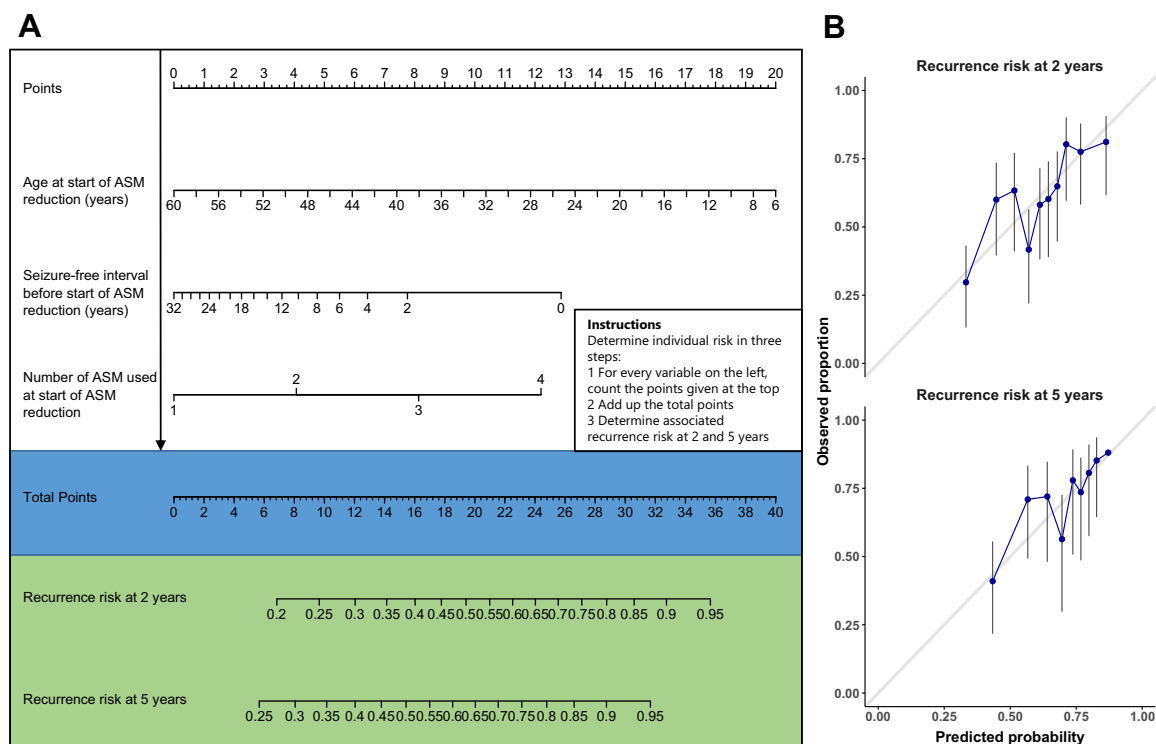 A
Points
0 1 2 3 4 5 6 7 8 9 10 11 12 13 14 15 16 17 18 19 20
Age at start of ASM
reduction (years)
60 56 52 48 44 40 36 32 28 24 20 16 12 8 6
Seizure-free interval
before start of ASM
reduction (years)
32 24 18 12 8 6 4 2 0
Number of ASM used
at start of ASM
reduction
2 4
1 3
Instructions
Determine individual risk in three
steps:
1 For every variable on the left,
count the points given at the top
2 Add up the total points
3 Determine associated
recurrence risk at 2 and 5 years
Total Points
0 2 4 6 8 10 12 14 16 18 20 22 24 26 28 30 32 34 36 38 40
Recurrence risk at 2 years
0.2 0.25 0.3 0.35 0.4 0.45 0.5 0.55 0.6 0.65 0.7 0.75 0.8 0.85 0.9 0.95
Recurrence risk at 5 years
0.25 0.3 0.35 0.4 0.45 0.5 0.55 0.6 0.65 0.7 0.75 0.8 0.85 0.9 0.95
B
Recurrence risk at 2 years
1.00
0.75
0.50
0.25
0.00
Observed proportion
Recurrence risk at 5 years
1.00
0.75
0.50
0.25
0.00
0.00 0.25 0.50 0.75 1.00
Predicted probability